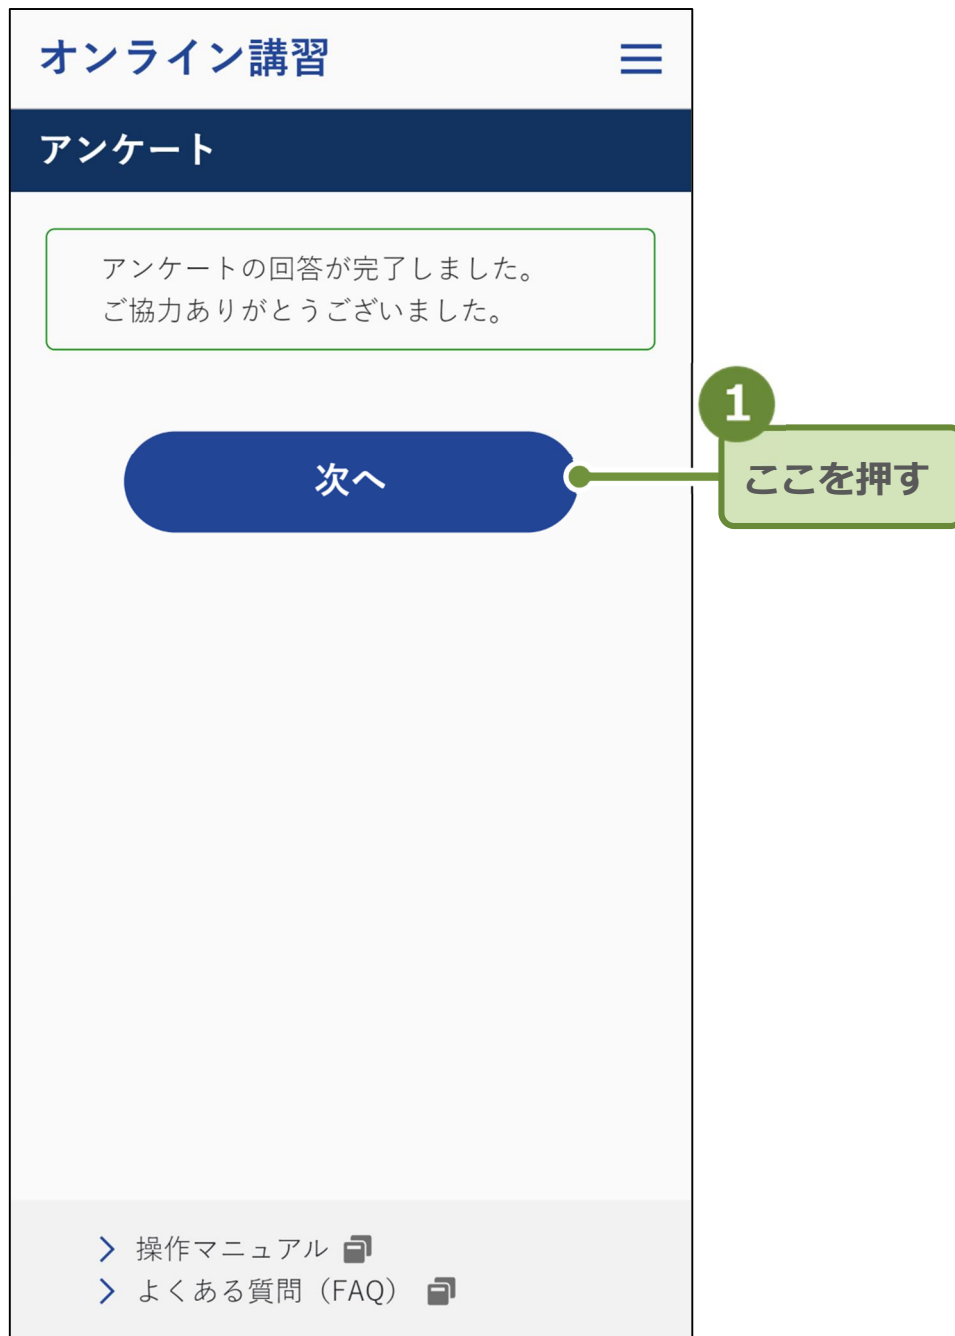 オンライン講習
アンケート
アンケートの回答が完了しました。
ご協力ありがとうございました。
次へ
1
ここを押す
操作マニュアル
よくある質問（FAQ）